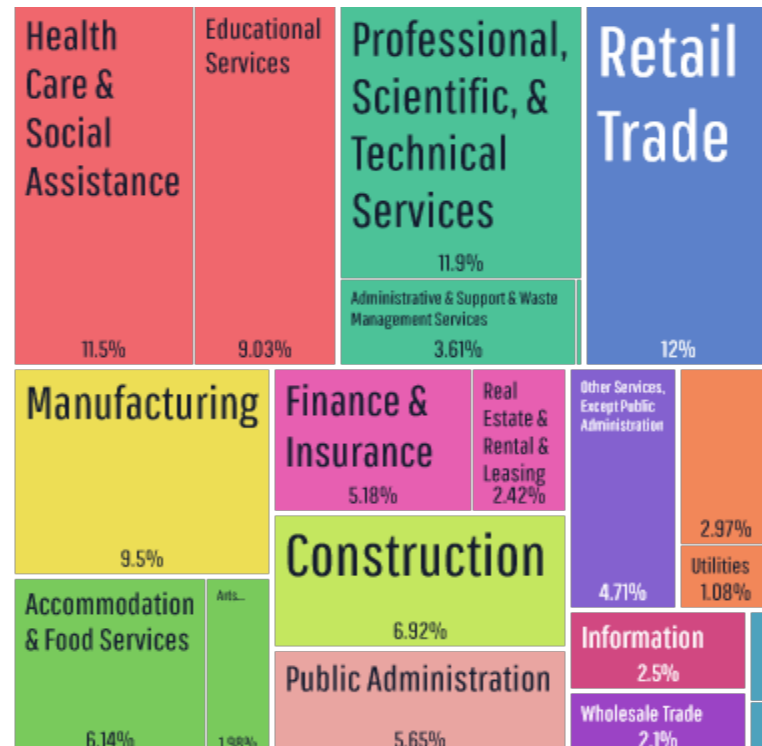 Health
Care &
Social
Assistance
11.5%
Educational
Services
9.03%
Professional,
Scientific, &
Technical
Services
11.9%
Administrative & Support & Waste
Management Services
3.61%
Retail
Trade
12%
Manufacturing
9.5%
Finance &
Insurance
5.18%
Real
Estate &
Rental &
Leasing
2.42%
Other Services,
Except Public
Administration
4.71%
2.97%
Utilities
1.08%
Construction
6.92%
Accommodation
& Food Services
6.14%
Arts...
1.98%
Public Administration
5.65%
Information
2.5%
Wholesale Trade
2.1%